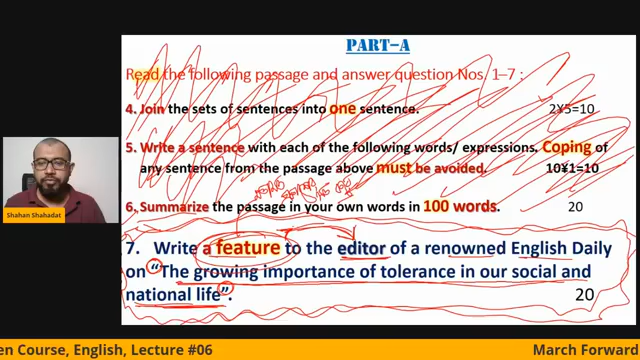 PART–A
Read the following passage and answer question Nos. 1–7 :
4. Join the sets of sentences into one sentence. 2X5=10
5. Write a sentence with each of the following words/ expressions. Coping of
any sentence from the passage above must be avoided. 10X1=10
6. Summarize the passage in your own words in 100 words. 20
7. Write a feature to the editor of a renowned English Daily
on “The growing importance of tolerance in our social and
national life”. 20
Shahan Shahadat
en Course, English, Lecture #06 March Forward